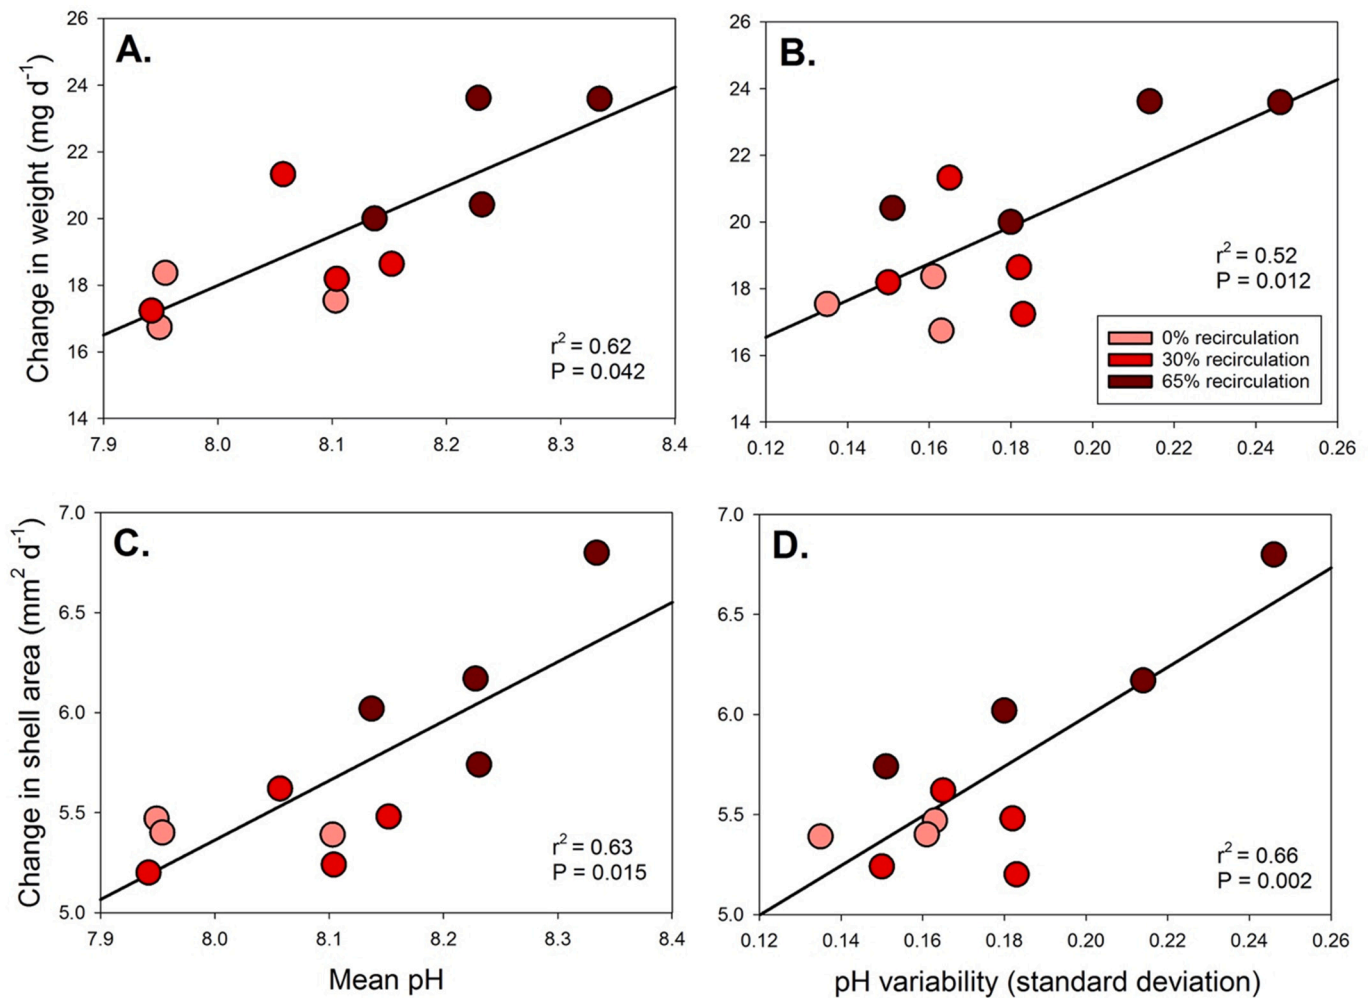 A.
Change in weight (mg d⁻¹)
26
24
22
20
18
16
14
7.9 8.0 8.1 8.2 8.3 8.4
r² = 0.62
P = 0.042
B.
26
24
22
20
18
16
14
0.12 0.14 0.16 0.18 0.20 0.22 0.24 0.26
r² = 0.52
P = 0.012
0% recirculation
30% recirculation
65% recirculation
C.
Change in shell area (mm² d⁻¹)
7.0
6.5
6.0
5.5
5.0
7.9 8.0 8.1 8.2 8.3 8.4
r² = 0.63
P = 0.015
Mean pH
D.
7.0
6.5
6.0
5.5
5.0
0.12 0.14 0.16 0.18 0.20 0.22 0.24 0.26
r² = 0.66
P = 0.002
pH variability (standard deviation)